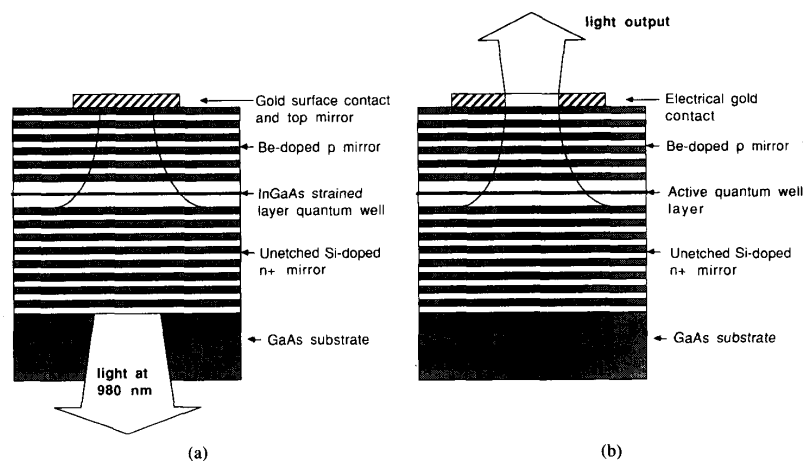 Gold surface contact
and top mirror
Be-doped p mirror
InGaAs strained
layer quantum well
Unetched Si-doped
n+ mirror
GaAs substrate
light at
980 nm
(a)
light output
Electrical gold
contact
Be-doped p mirror
Active quantum well
layer
Unetched Si-doped
n+ mirror
GaAs substrate
(b)